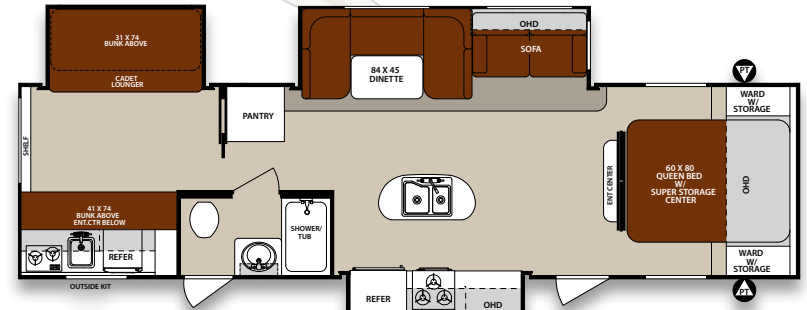 31 X 74
BUNK ABOVE
CADET
LOUNGER
OHD
SOFA
84 X 45
DINETTE
PT
WARD
W/
STORAGE
PANTRY
SHELF
ENT CENTER
60 X 80
QUEEN BED
W/
SUPER STORAGE
CENTER
OHD
41 X 74
BUNK ABOVE
ENT.CTR BELOW
SHOWER/
TUB
REFER
WARD
W/
STORAGE
OUTSIDE KIT
PT
REFER
OHD